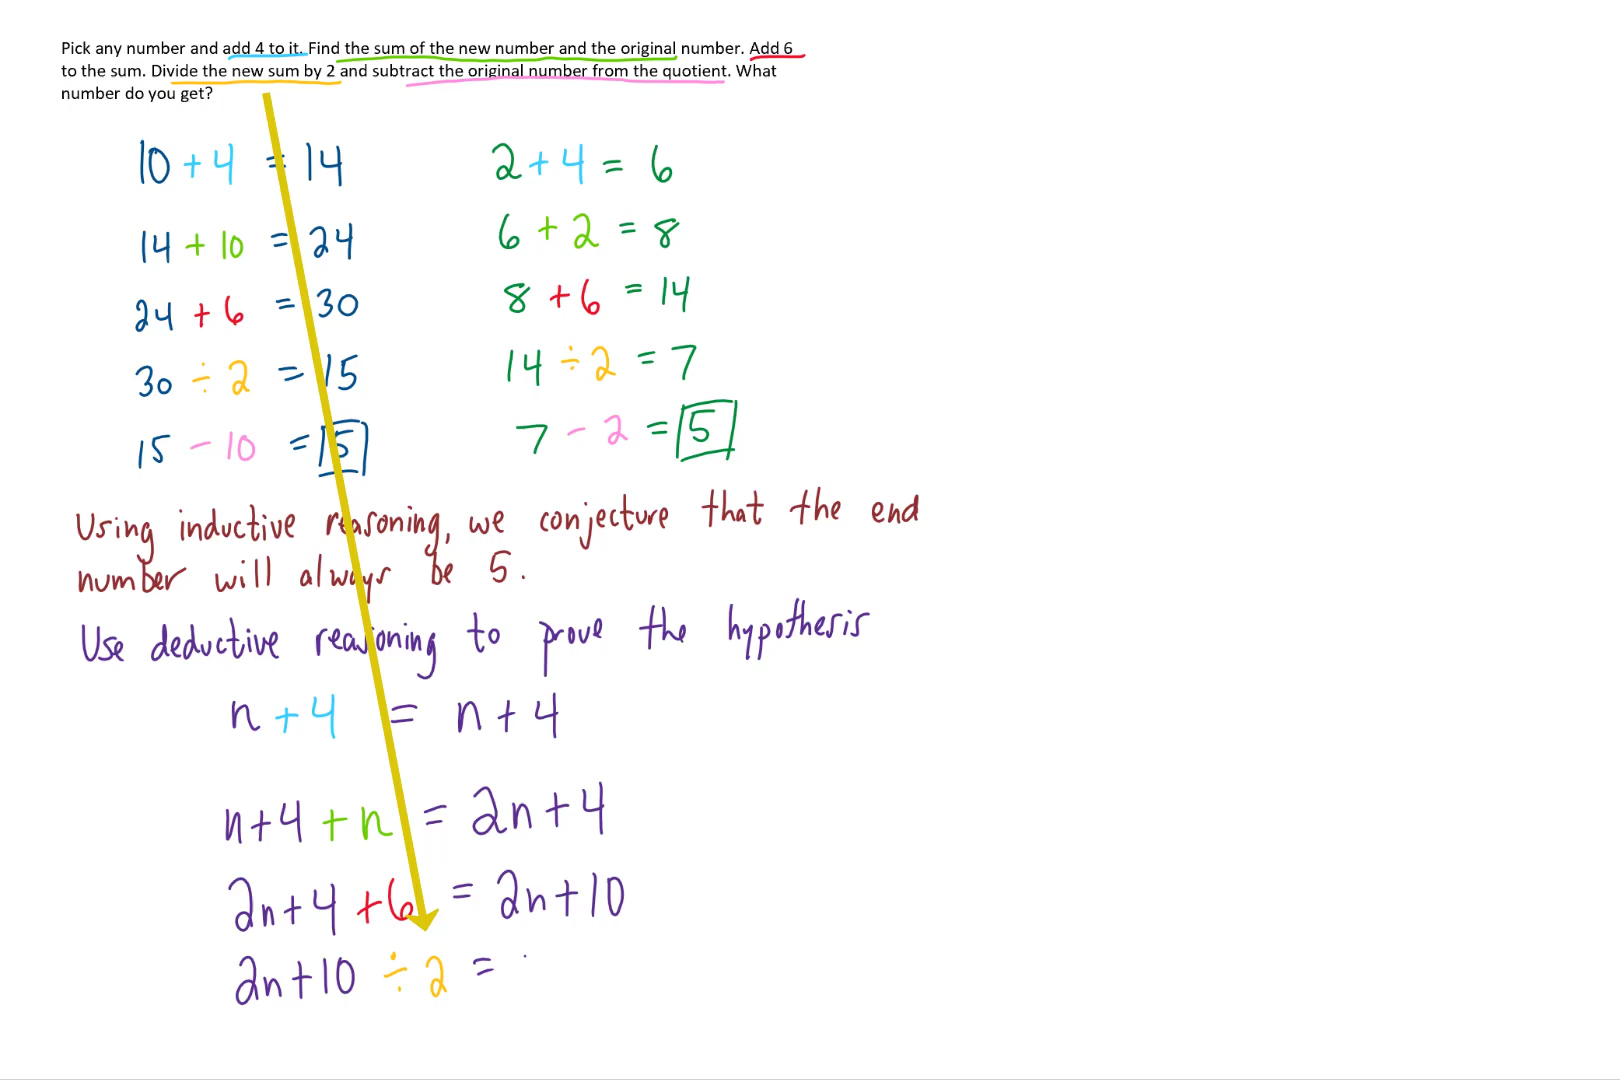 Pick any number and add 4 to it. Find the sum of the new number and the original number. Add 6
to the sum. Divide the new sum by 2 and subtract the original number from the quotient. What
number do you get?
10 + 4 = 14
14 + 10 = 24
24 + 6 = 30
30 ÷ 2 = 15
15 - 10 = 5
2 + 4 = 6
6 + 2 = 8
8 + 6 = 14
14 ÷ 2 = 7
7 - 2 = 5
Using inductive reasoning, we conjecture that the end
number will always be 5.
Use deductive reasoning to prove the hypothesis
n + 4 = n + 4
n + 4 + n = 2n + 4
2n + 4 + 6 = 2n + 10
2n + 10 ÷ 2 =